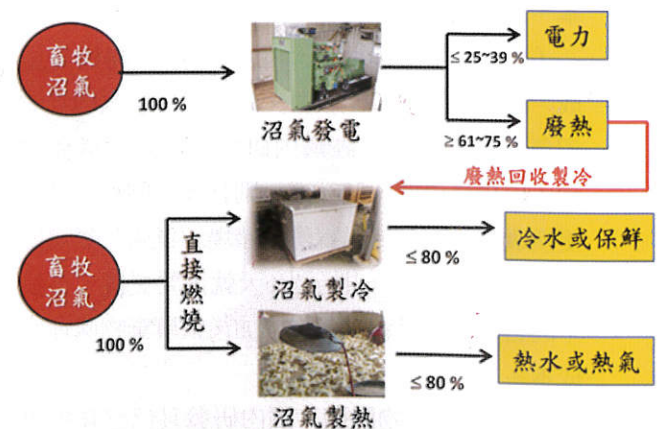 畜牧
沼氣
100 %
沼氣發電
≤ 25~39 %
電力
≥ 61~75 %
廢熱
廢熱回收製冷
畜牧
沼氣
100 %
直接燃燒
沼氣製冷
≤ 80 %
冷水或保鮮
沼氣製熱
≤ 80 %
熱水或熱氣